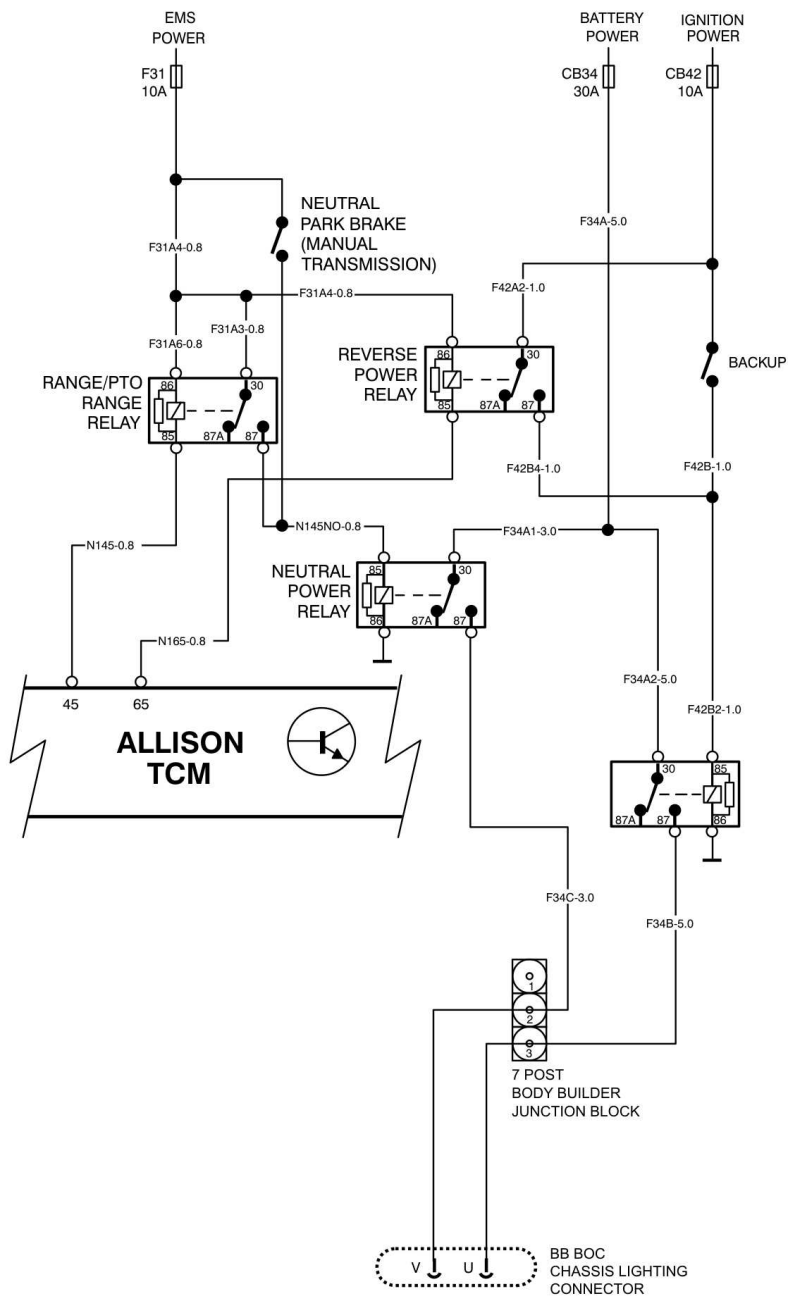 EMS
POWER
BATTERY
POWER
IGNITION
POWER
F31
10A
CB34
30A
CB42
10A
NEUTRAL
PARK BRAKE
(MANUAL
TRANSMISSION)
F34A-5.0
F31A4-0.8
F31A4-0.8
F42A2-1.0
F31A3-0.8
F31A6-0.8
REVERSE
POWER
RELAY
86
30
85
87A
87
BACKUP
RANGE/PTO
RANGE
RELAY
86
30
85
87A
87
F42B4-1.0
F42B-1.0
N145NO-0.8
F34A1-3.0
N145-0.8
NEUTRAL
POWER
RELAY
85
30
86
87A
87
N165-0.8
F34A2-5.0
F42B2-1.0
45
65
ALLISON
TCM
30
85
87A
87
86
F34C-3.0
F34B-5.0
1
2
3
7 POST
BODY BUILDER
JUNCTION BLOCK
V
U
BB BOC
CHASSIS LIGHTING
CONNECTOR